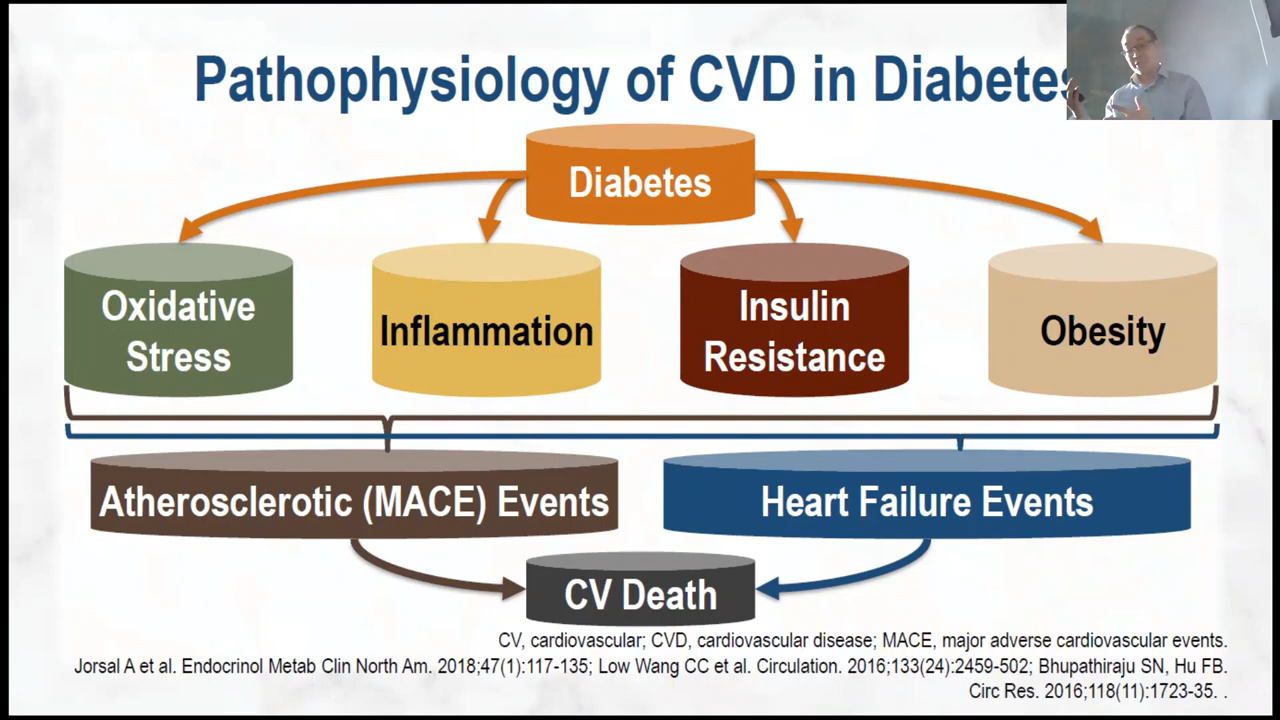 Pathophysiology of CVD in Diabetes
Diabetes
Oxidative
Stress
Inflammation
Insulin
Resistance
Obesity
Atherosclerotic (MACE) Events
Heart Failure Events
CV Death
CV, cardiovascular; CVD, cardiovascular disease; MACE, major adverse cardiovascular events.
Jorsal A et al. Endocrinol Metab Clin North Am. 2018;47(1):117-135; Low Wang CC et al. Circulation. 2016;133(24):2459-502; Bhupathiraju SN, Hu FB.
Circ Res. 2016;118(11):1723-35. .